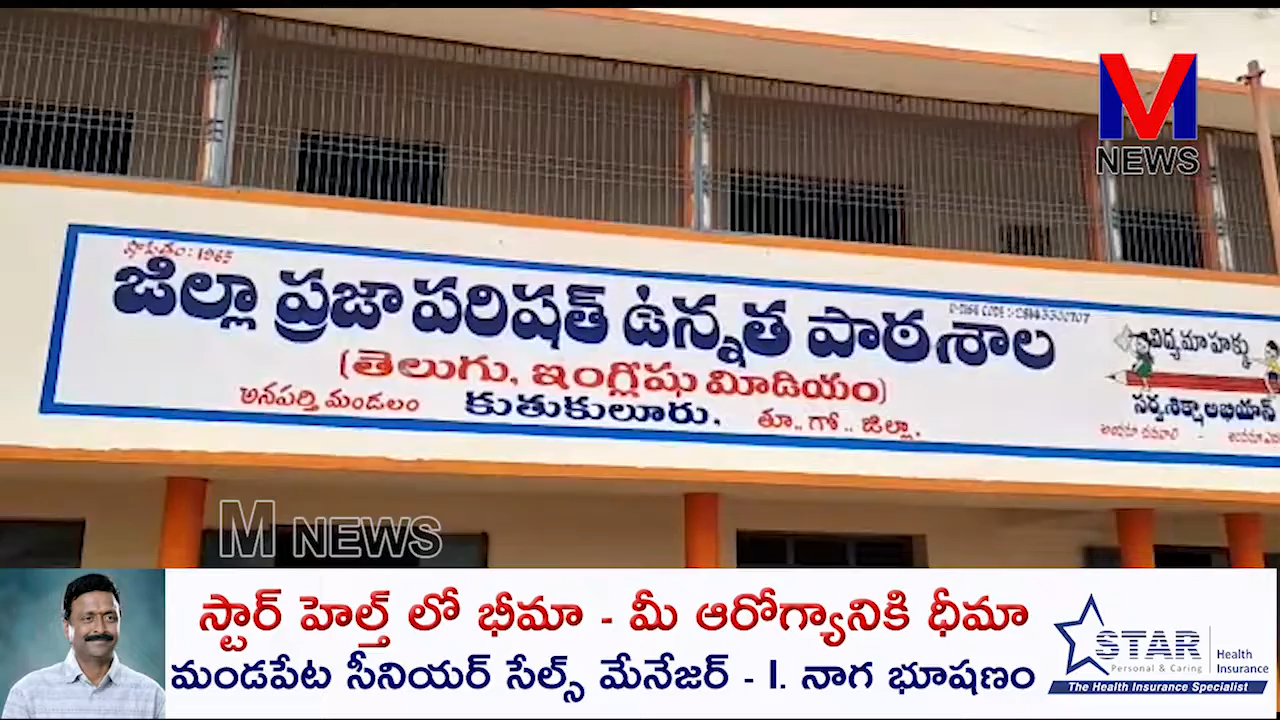 M
NEWS
స్థాపితం : 1965
జిల్లా ప్రజా పరిషత్ ఉన్నత పాఠశాల
(తెలుగు, ఇంగ్లీషు మీడియం)
అనపర్తి మండలం కుతుకులూరు. తూ.. గో.. జిల్లా.
విద్య మా హక్కు
సర్వశిక్షా అభియాన్
M NEWS
స్టార్ హెల్త్ లో భీమా - మీ ఆరోగ్యానికి ధీమా
మండపేట సీనియర్ సేల్స్ మేనేజర్ - I. నాగ భూషణం
STAR
Personal & Caring
Health
Insurance
The Health Insurance Specialist